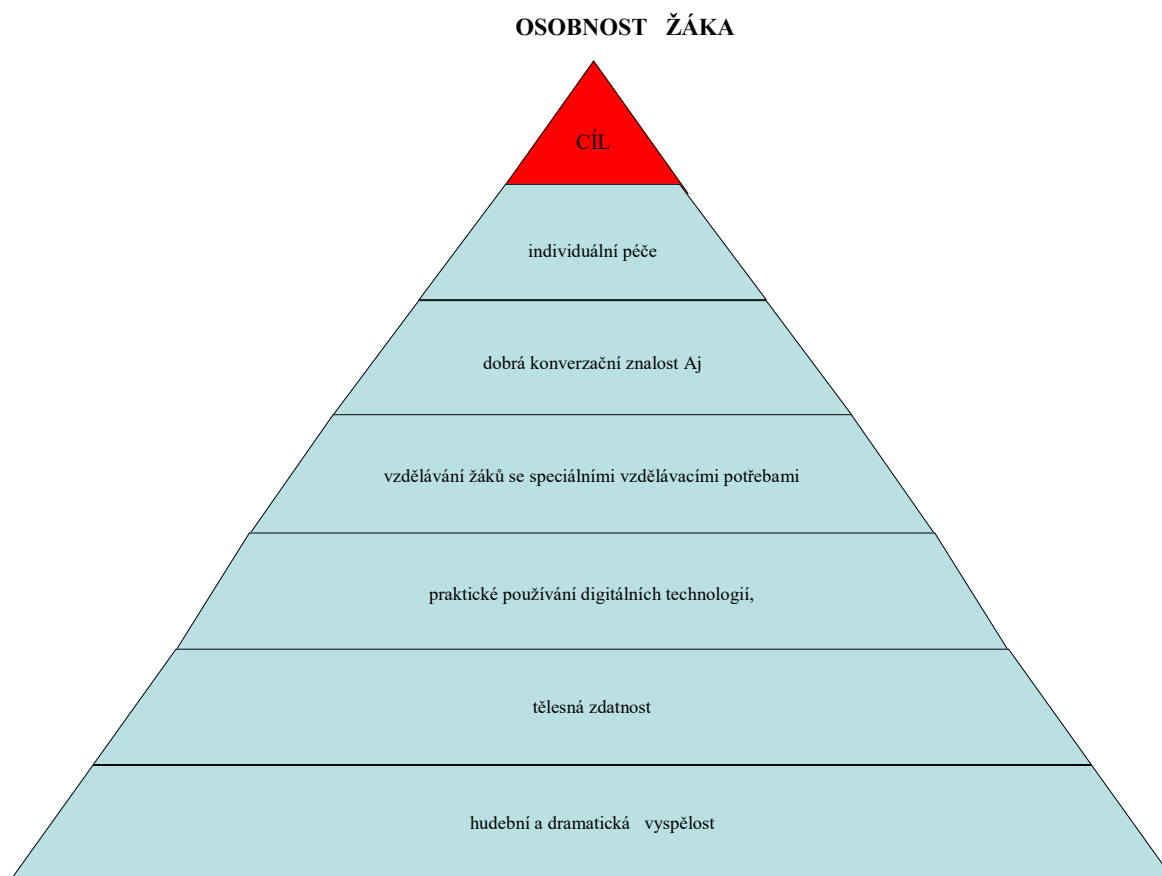 OSOBNOST ŽÁKA
CÍL
individuální péče
dobrá konverzační znalost Aj
vzdělávání žáků se speciálními vzdělávacími potřebami
praktické používání digitálních technologií,
tělesná zdatnost
hudební a dramatická vyspělost